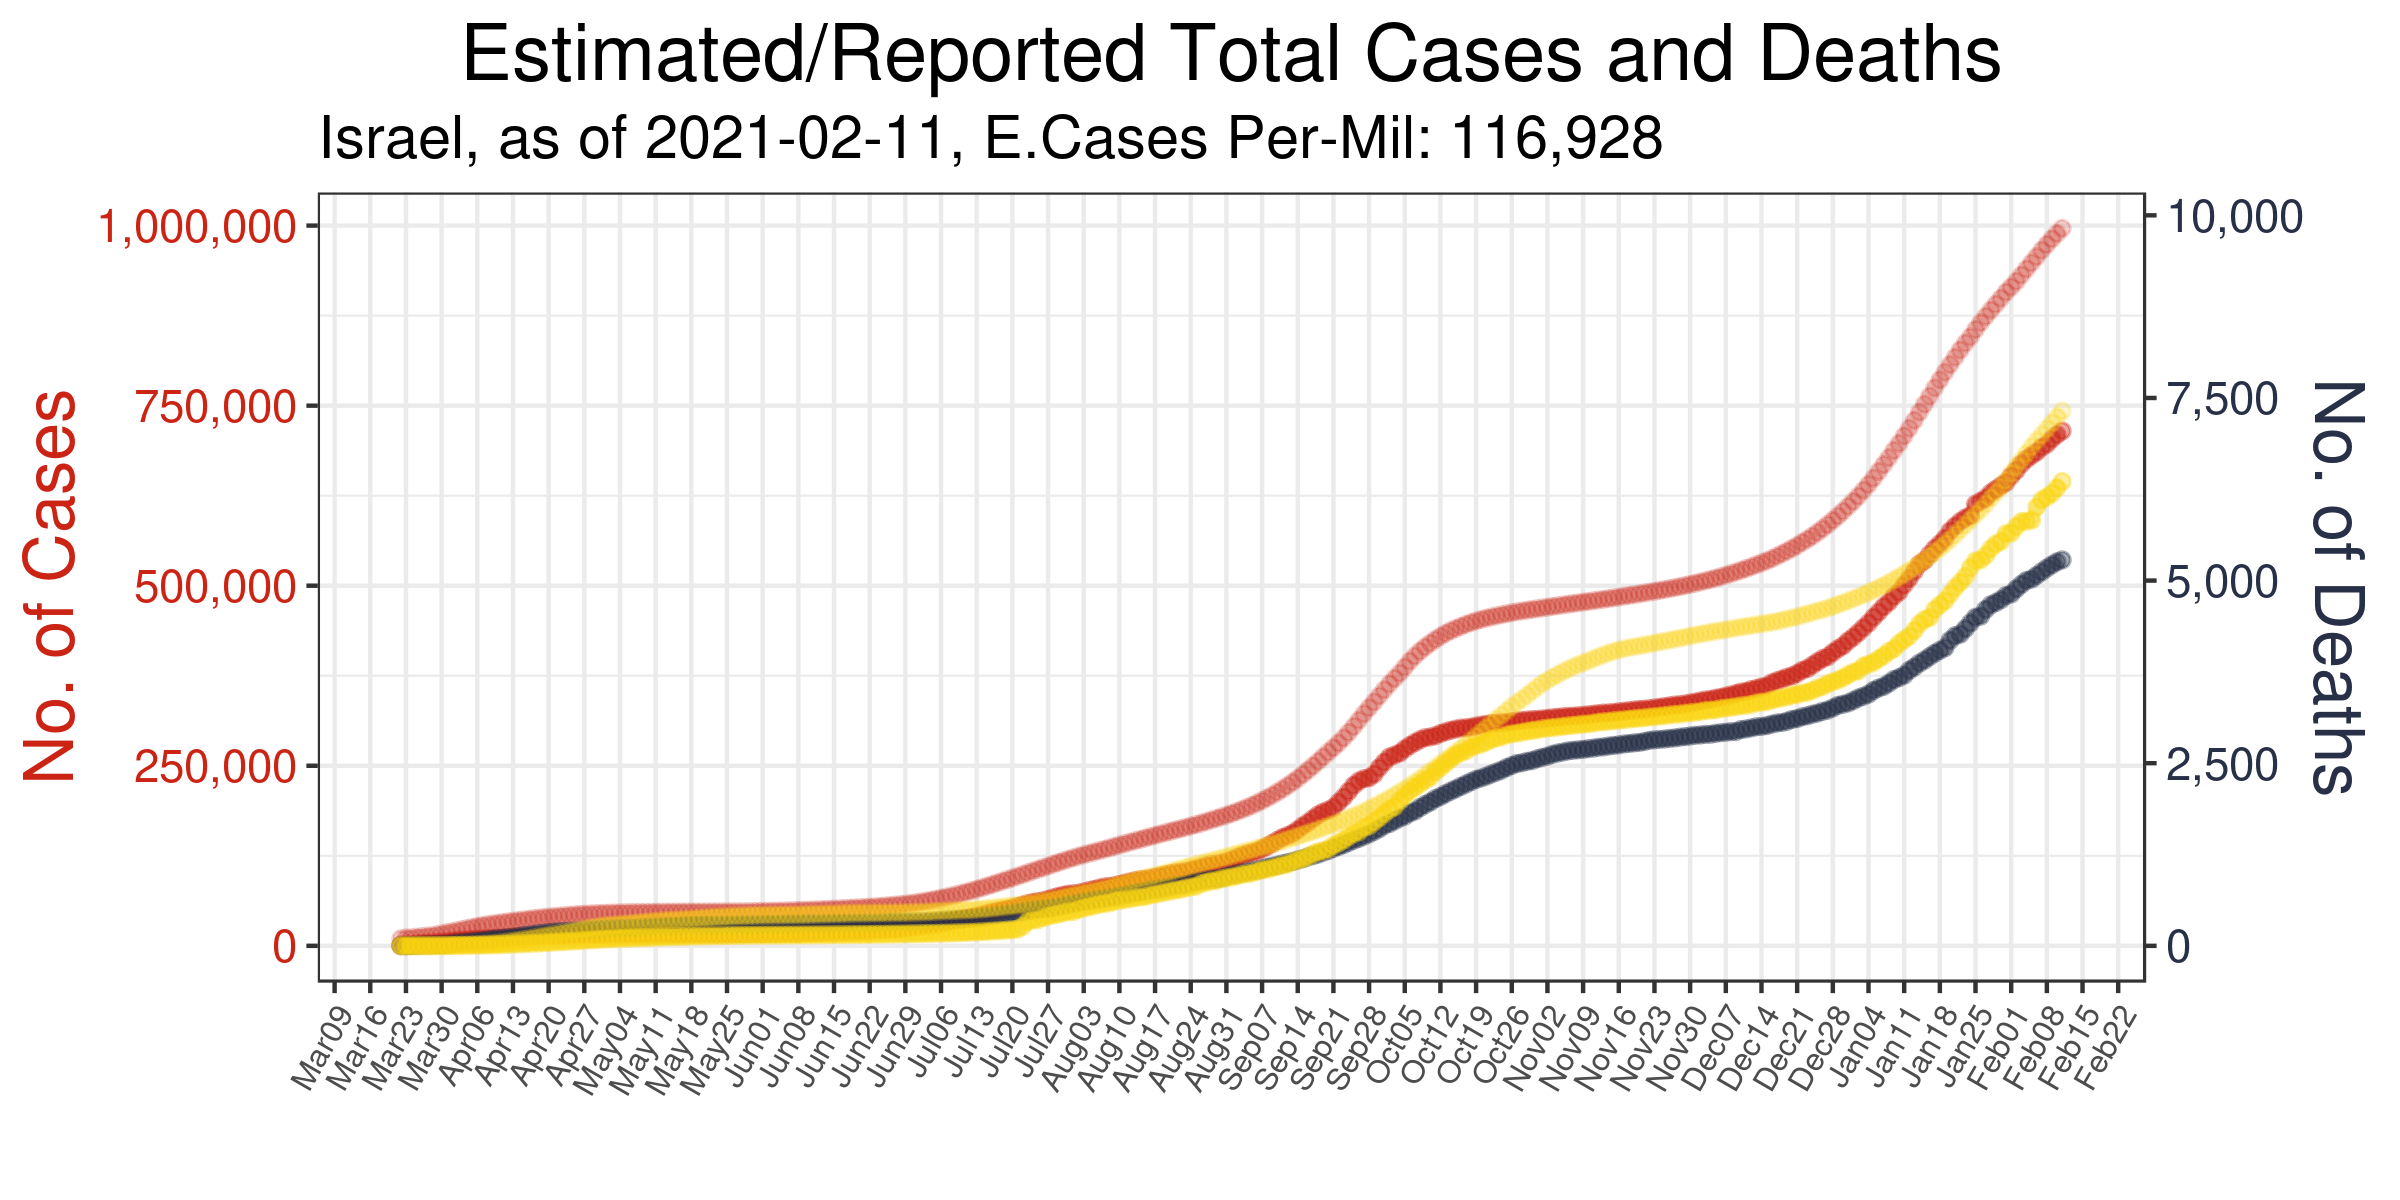 Estimated/Reported Total Cases and Deaths
Israel, as of 2021-02-11, E.Cases Per-Mil: 116,928
No. of Cases
1,000,000
750,000
500,000
250,000
0
10,000
7,500
5,000
2,500
0
No. of Deaths
Mar09
Mar16
Mar23
Mar30
Apr06
Apr13
Apr20
Apr27
May04
May11
May18
May25
Jun01
Jun08
Jun15
Jun22
Jun29
Jul06
Jul13
Jul20
Jul27
Aug03
Aug10
Aug17
Aug24
Aug31
Sep07
Sep14
Sep21
Sep28
Oct05
Oct12
Oct19
Oct26
Nov02
Nov09
Nov16
Nov23
Nov30
Dec07
Dec14
Dec21
Dec28
Jan04
Jan11
Jan18
Jan25
Feb01
Feb08
Feb15
Feb22